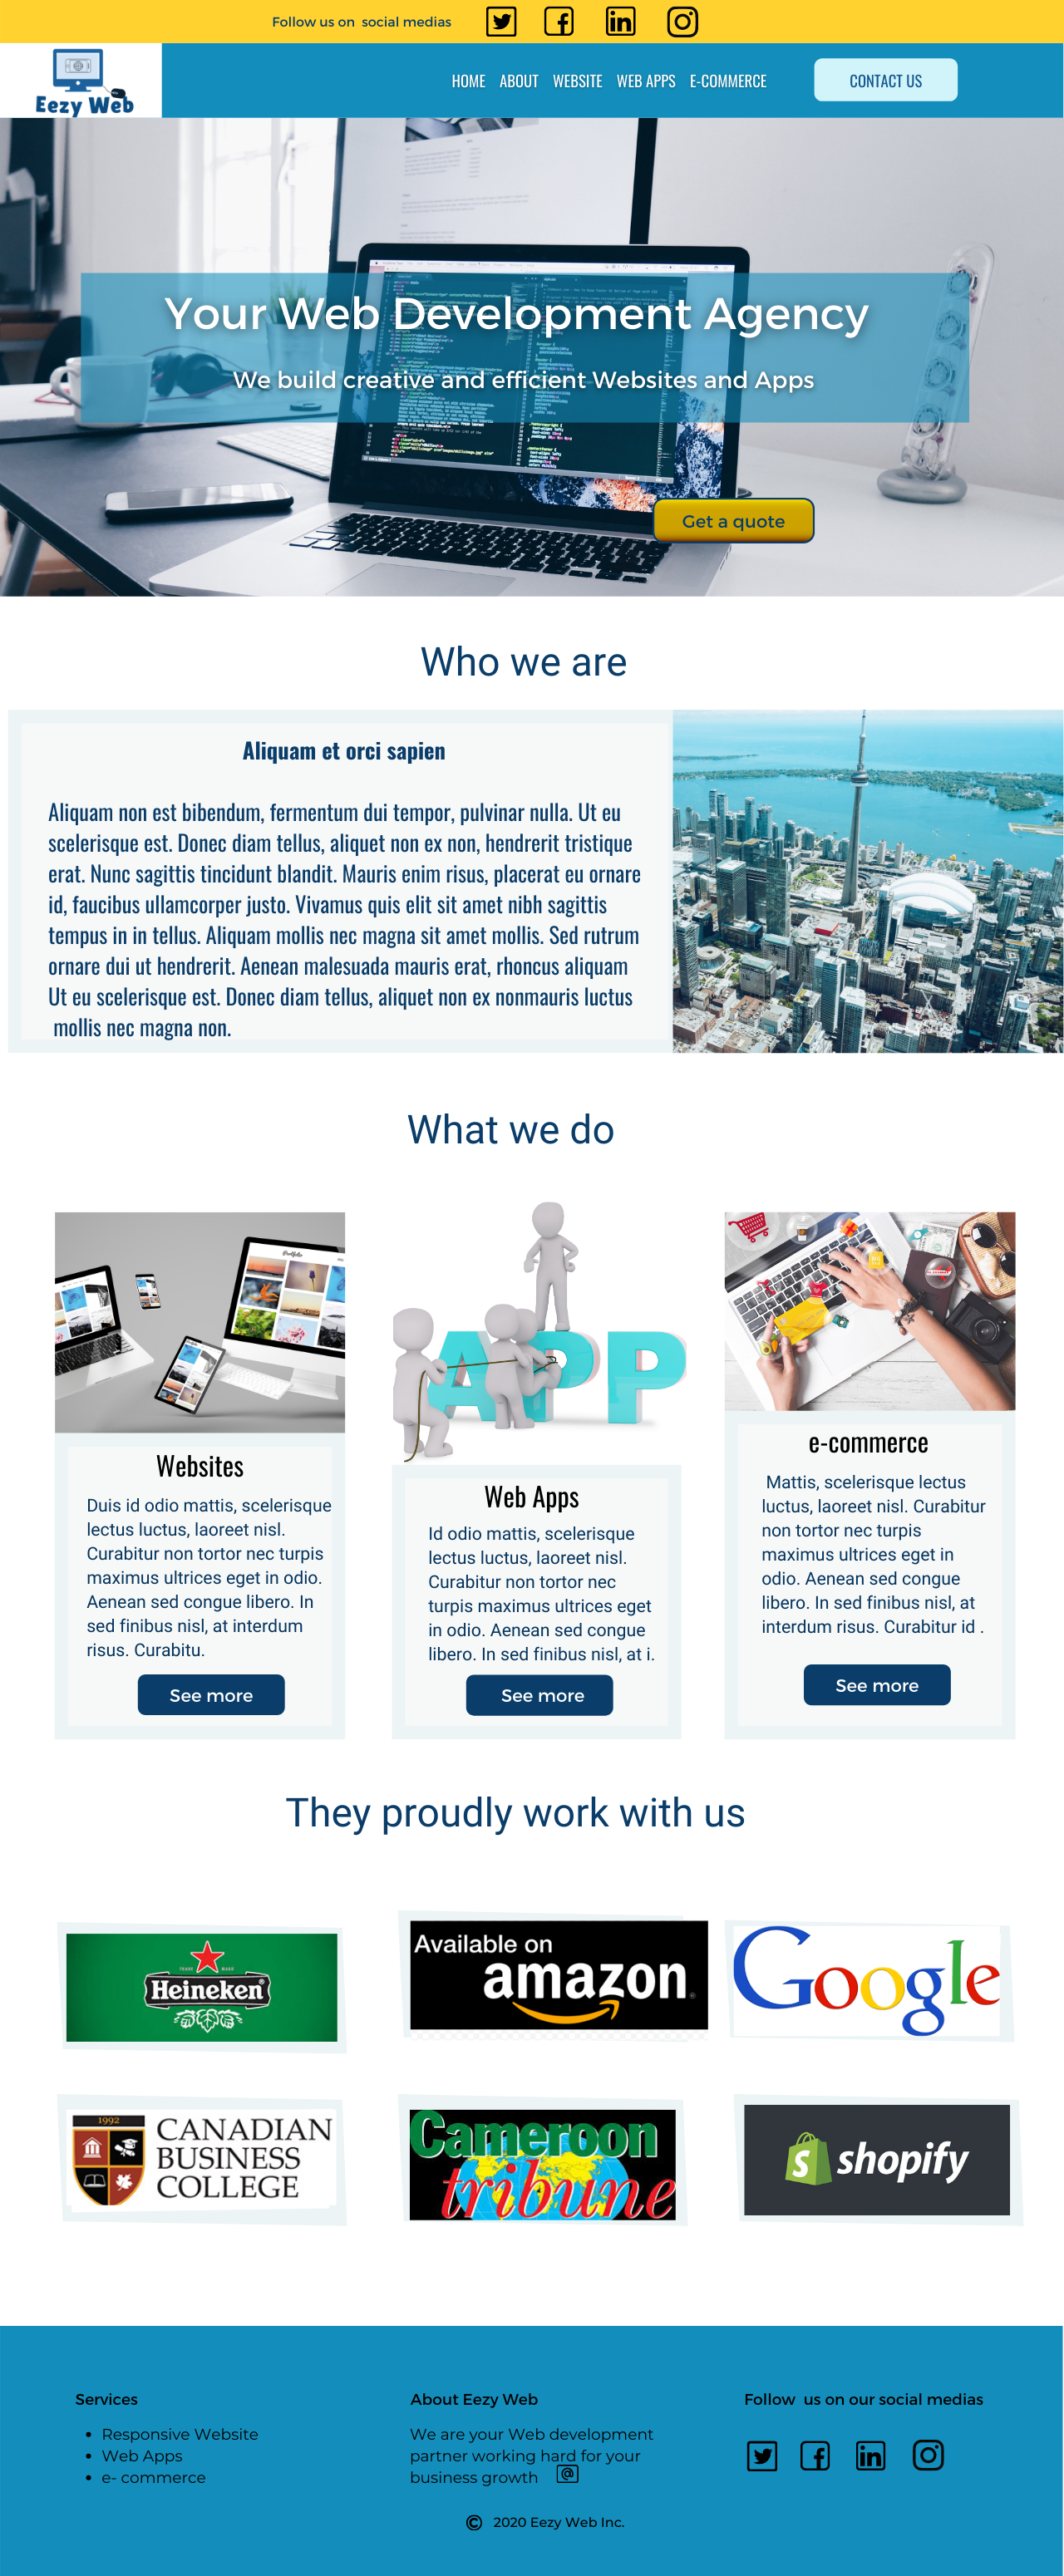 Follow us on social medias
Eezy Web
HOME ABOUT WEBSITE WEB APPS E-COMMERCE CONTACT US
Your Web Development Agency
We build creative and efficient Websites and Apps
Get a quote
Who we are
Aliquam et orci sapien
Aliquam non est bibendum, fermentum dui tempor, pulvinar nulla. Ut eu
scelerisque est. Donec diam tellus, aliquet non ex non, hendrerit tristique
erat. Nunc sagittis tincidunt blandit. Mauris enim risus, placerat eu ornare
id, faucibus ullamcorper justo. Vivamus quis elit sit amet nibh sagittis
tempus in in tellus. Aliquam mollis nec magna sit amet mollis. Sed rutrum
ornare dui ut hendrerit. Aenean malesuada mauris erat, rhoncus aliquam
Ut eu scelerisque est. Donec diam tellus, aliquet non ex nonmauris luctus
mollis nec magna non.
What we do
Portfolio
APP
Websites
Duis id odio mattis, scelerisque
lectus luctus, laoreet nisl.
Curabitur non tortor nec turpis
maximus ultrices eget in odio.
Aenean sed congue libero. In
sed finibus nisl, at interdum
risus. Curabitu.
See more
Web Apps
Id odio mattis, scelerisque
lectus luctus, laoreet nisl.
Curabitur non tortor nec
turpis maximus ultrices eget
in odio. Aenean sed congue
libero. In sed finibus nisl, at i.
See more
e-commerce
Mattis, scelerisque lectus
luctus, laoreet nisl. Curabitur
non tortor nec turpis
maximus ultrices eget in
odio. Aenean sed congue
libero. In sed finibus nisl, at
interdum risus. Curabitur id .
See more
They proudly work with us
TRADE MARK
Heineken®
Available on
amazon®
Google
1992
CANADIAN
BUSINESS
COLLEGE
Cameroon
tribune
shopify
Services
• Responsive Website
• Web Apps
• e- commerce
About Eezy Web
We are your Web development
partner working hard for your
business growth @
Follow us on our social medias
© 2020 Eezy Web Inc.